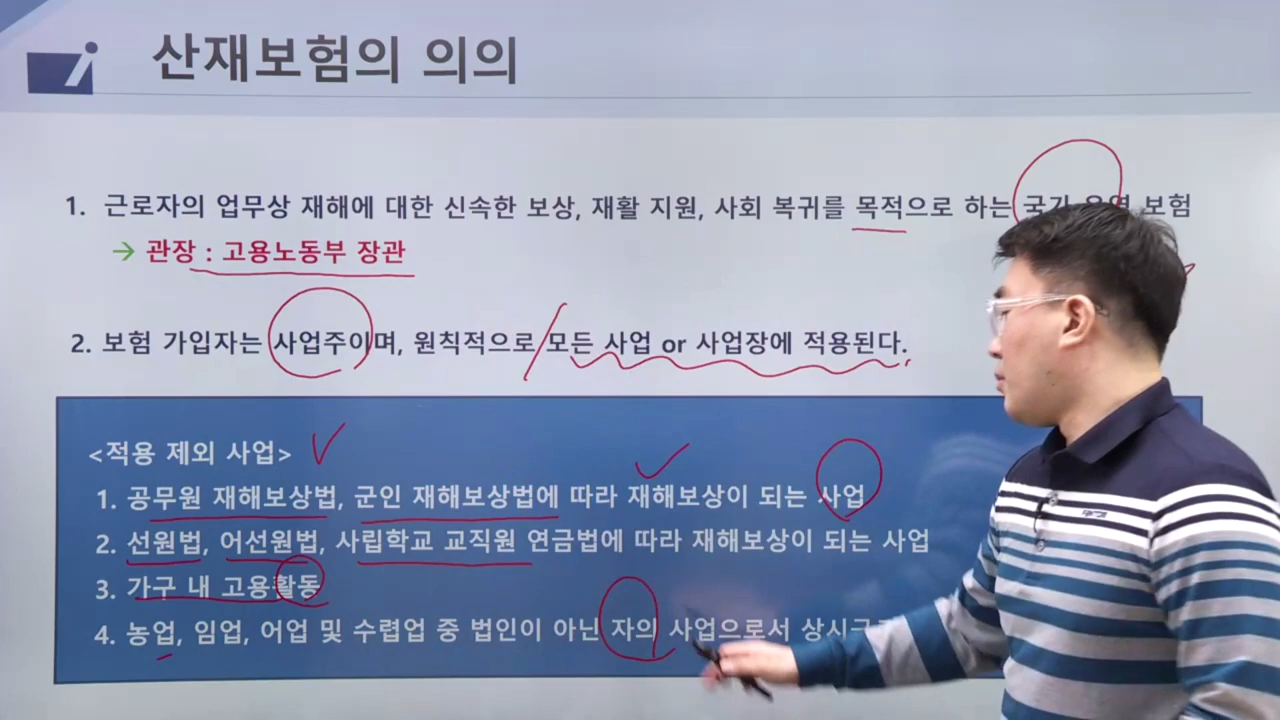 산재보험의 의의
1. 근로자의 업무상 재해에 대한 신속한 보상, 재활 지원, 사회 복귀를 목적으로 하는 국가 보험
→ 관장 : 고용노동부 장관
2. 보험 가입자는 사업주이며, 원칙적으로 모든 사업 or 사업장에 적용된다.
<적용 제외 사업>
1. 공무원 재해보상법, 군인 재해보상법에 따라 재해보상이 되는 사업
2. 선원법, 어선원법, 사립학교 교직원 연금법에 따라 재해보상이 되는 사업
3. 가구 내 고용활동
4. 농업, 임업, 어업 및 수렵업 중 법인이 아닌 자의 사업으로서